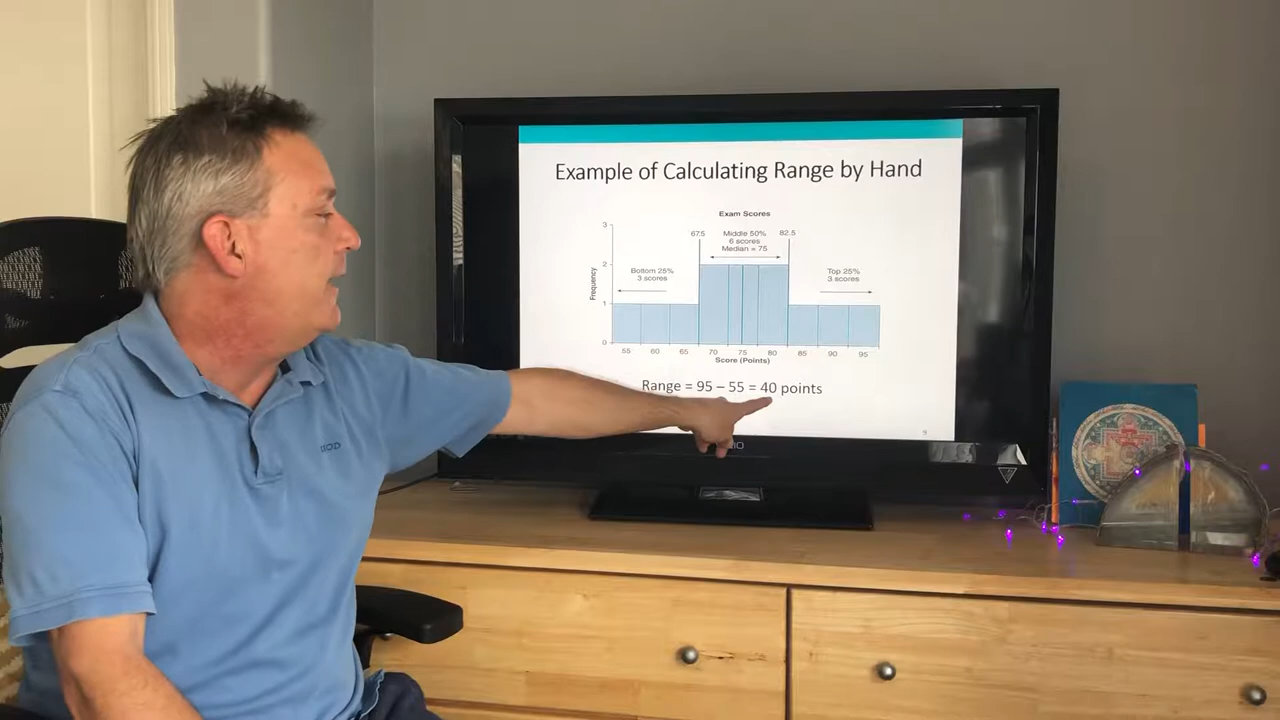 Example of Calculating Range by Hand
Exam Scores
3
67.5
Middle 50%
82.5
6 scores
Median = 75
Bottom 25%
3 scores
Top 25%
3 scores
2
Frequency
1
0
55 60 65 70 75 80 85 90 95
Score (Points)
Range = 95 – 55 = 40 points
9
IZOD